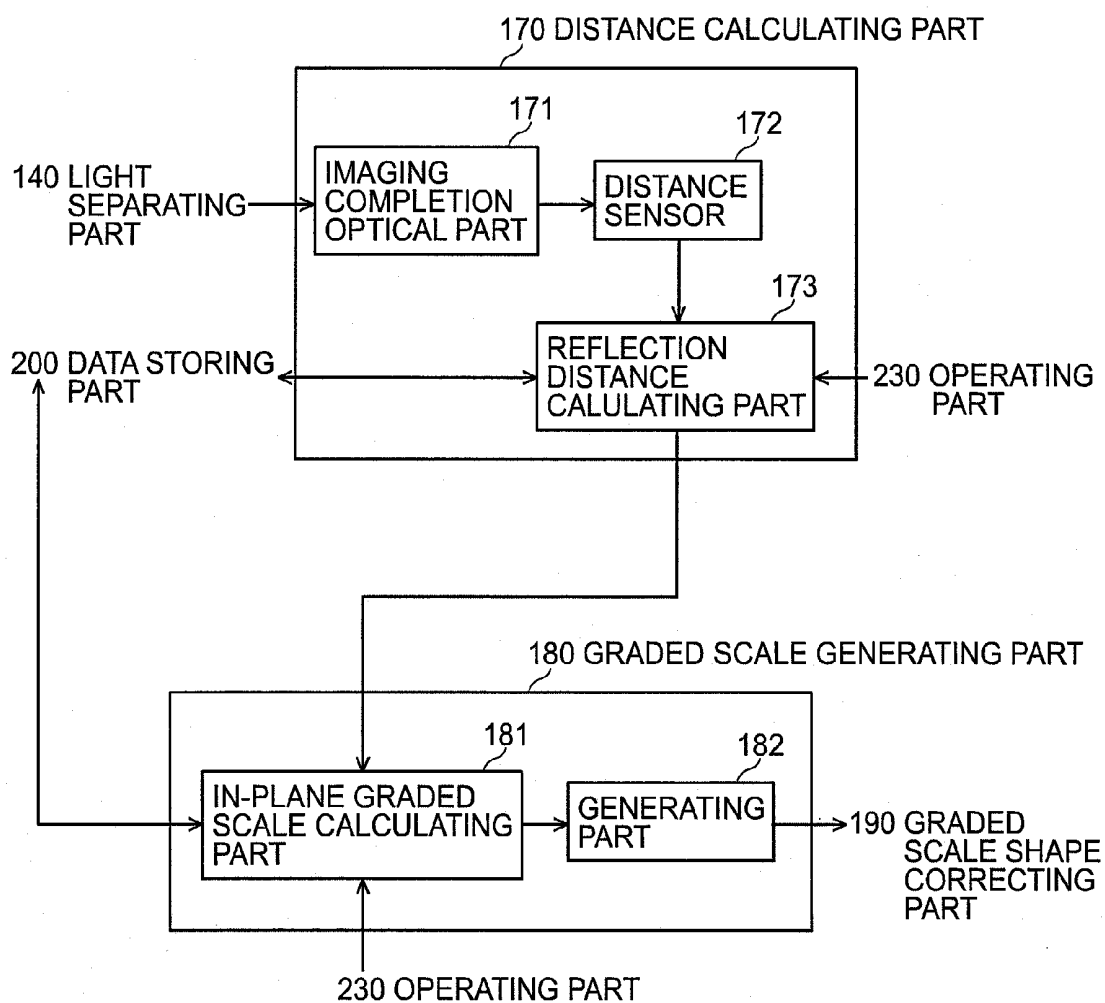 170 DISTANCE CALCULATING PART
171
172
140 LIGHT
SEPARATING
PART
IMAGING
COMPLETION
OPTICAL PART
DISTANCE
SENSOR
173
200 DATA STORING
PART
REFLECTION
DISTANCE
CALULATING PART
230 OPERATING
PART
180 GRADED SCALE GENERATING PART
181
182
IN-PLANE GRADED
SCALE CALCULATING
PART
GENERATING
PART
190 GRADED
SCALE SHAPE
CORRECTING
PART
230 OPERATING PART